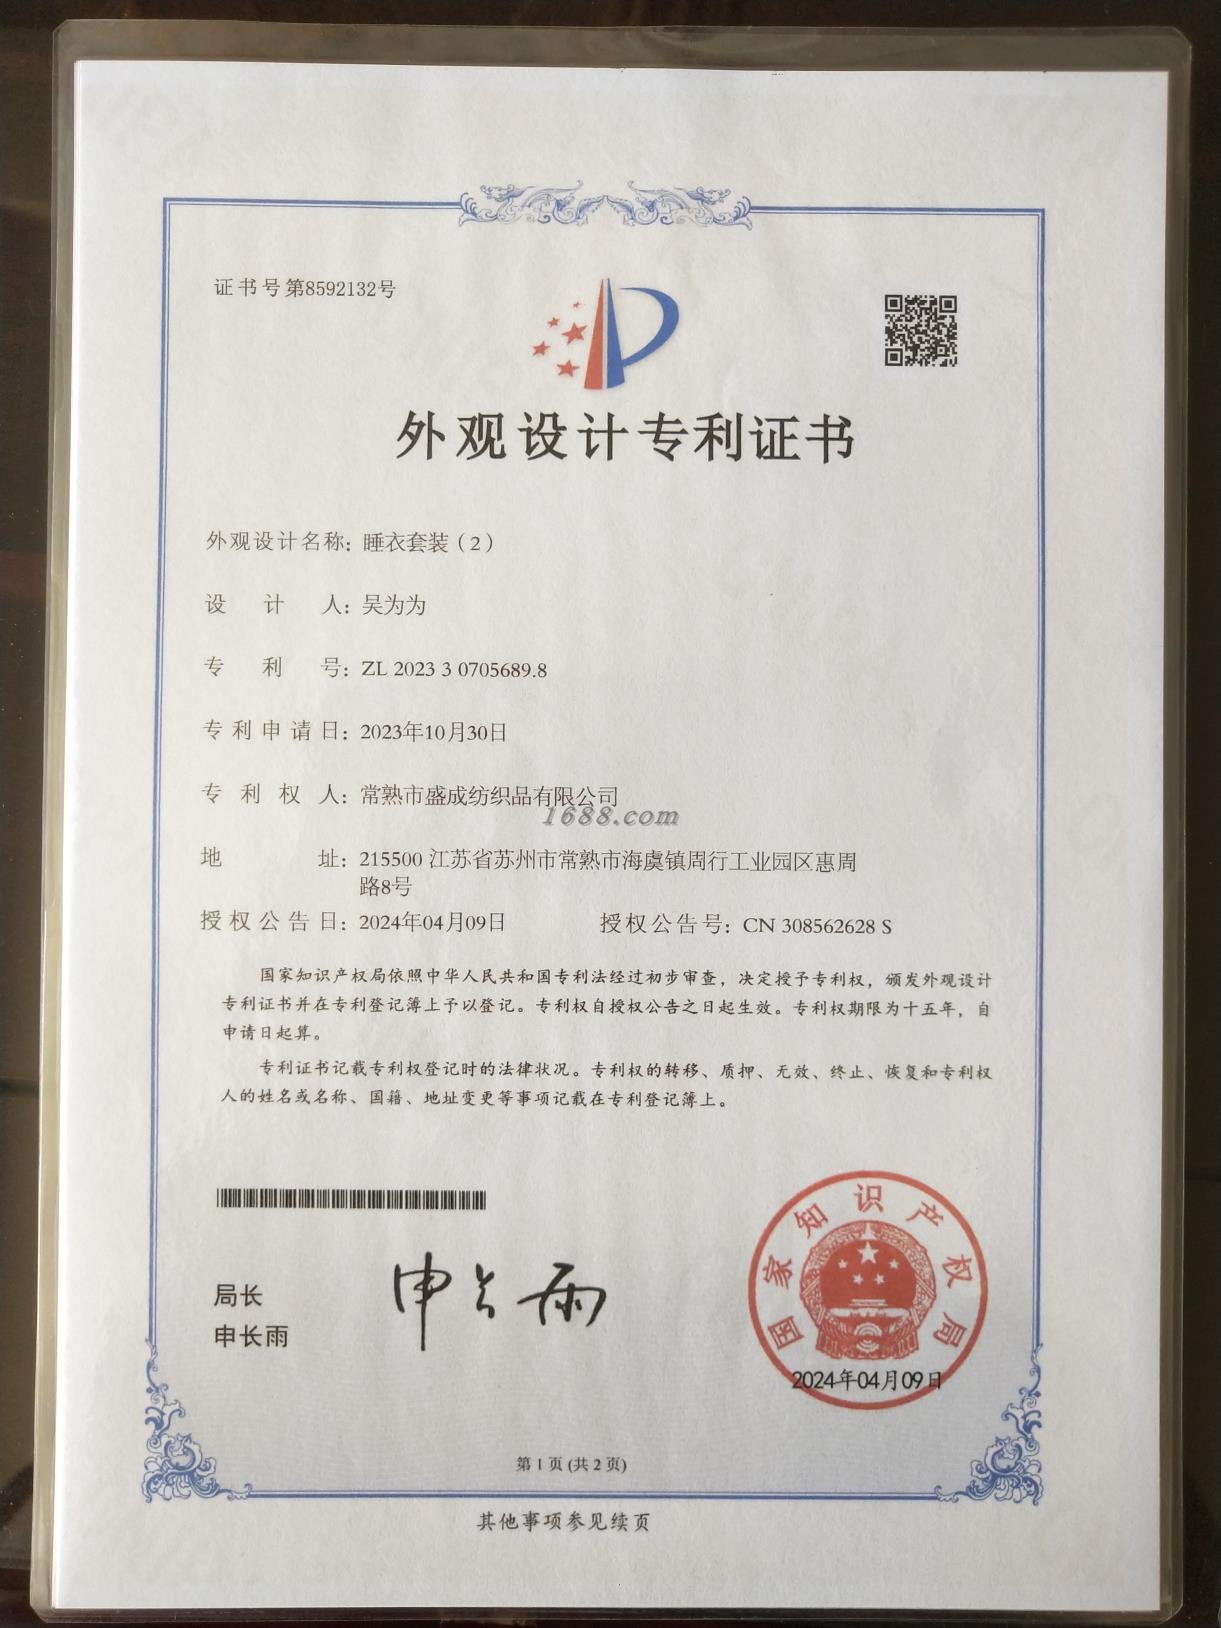 证书号第8592132号
外观设计专利证书
外观设计名称：睡衣套装（2）
设计人：吴为为
专利号：ZL 2023 3 0705689.8
专利申请日：2023年10月30日
专利权人：常熟市盛成纺织品有限公司
1688.com
地址：215500 江苏省苏州市常熟市海虞镇周行工业园区惠周
路8号
授权公告日：2024年04月09日 授权公告号：CN 308562628 S
国家知识产权局依照中华人民共和国专利法经过初步审查，决定授予专利权，颁发外观设计
专利证书并在专利登记簿上予以登记。专利权自授权公告之日起生效。专利权期限为十五年，自
申请日起算。
专利证书记载专利权登记时的法律状况。专利权的转移、质押、无效、终止、恢复和专利权
人的姓名或名称、国籍、地址变更等事项记载在专利登记簿上。
局长
申长雨
申长雨
国家知识产权局
2024年04月09日
第1页(共2页)
其他事项参见续页